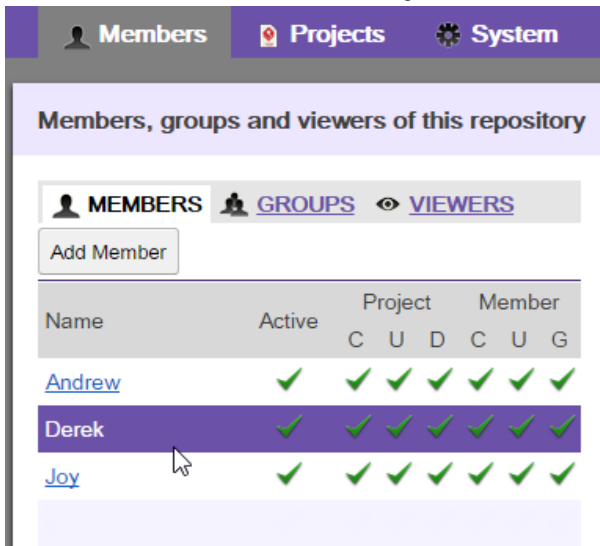 Members Projects System
Members, groups and viewers of this repository
MEMBERS GROUPS VIEWERS
Add Member
Name Active Project Member
C U D C U G
Andrew
Derek
Joy